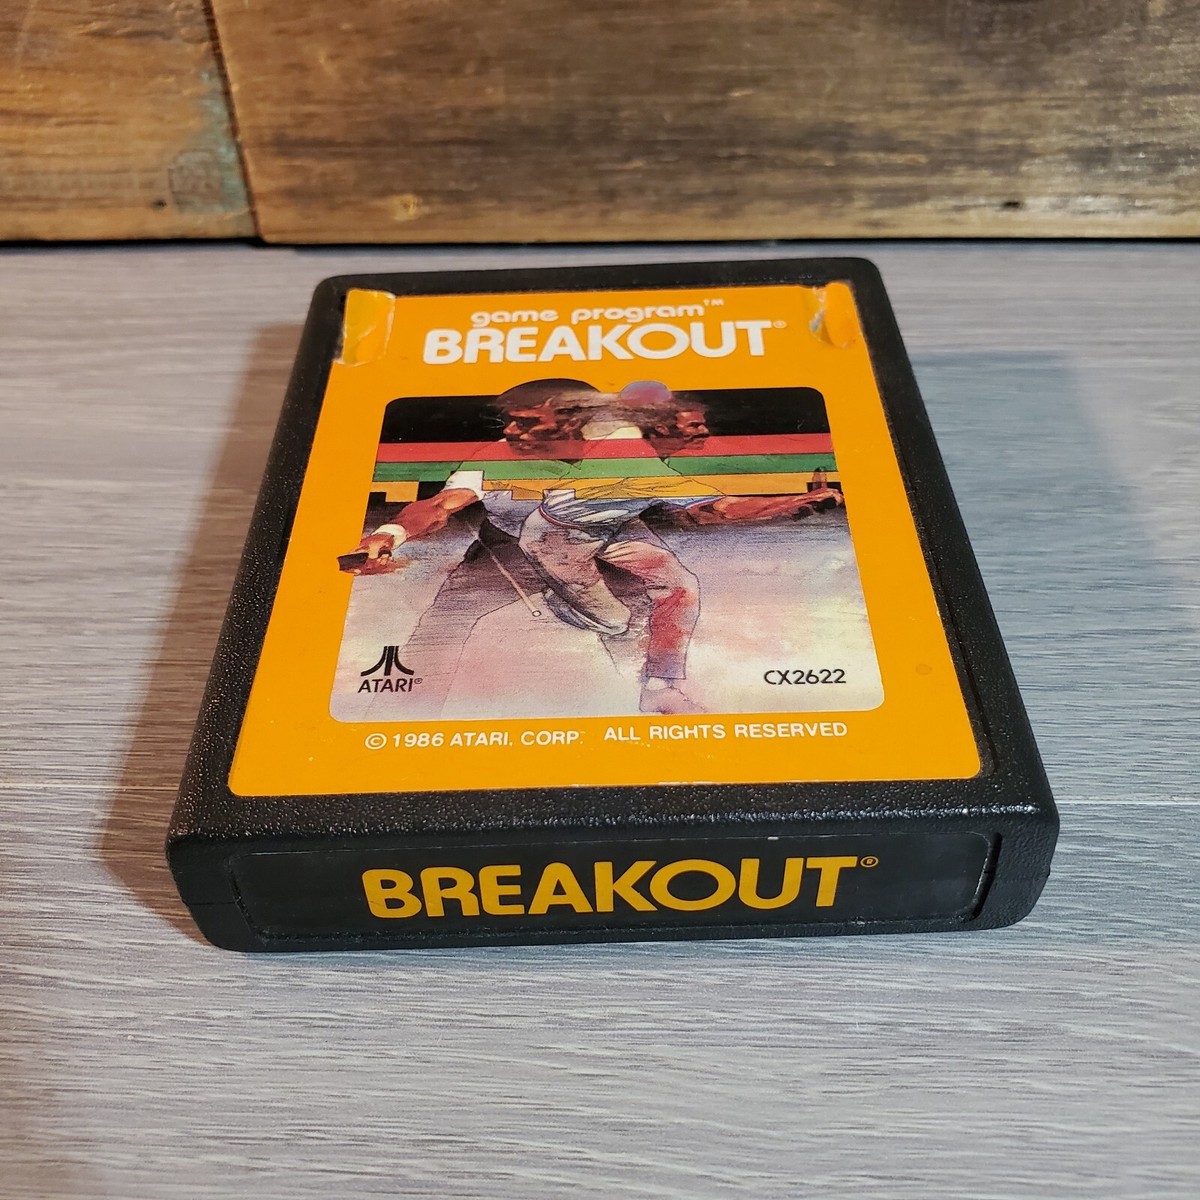 game program™
BREAKOUT®
ATARI®
CX2622
© 1986 ATARI, CORP. ALL RIGHTS RESERVED
BREAKOUT®